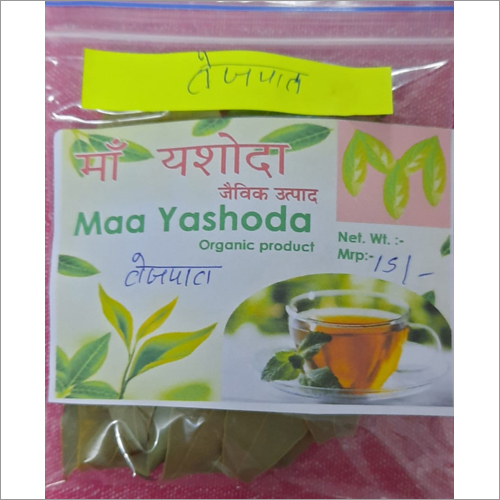 तेजपात
माँ यशोदा
जैविक उत्पाद
Maa Yashoda
Organic product
तेजपात
Net. Wt. :-
Mrp:- 15/-